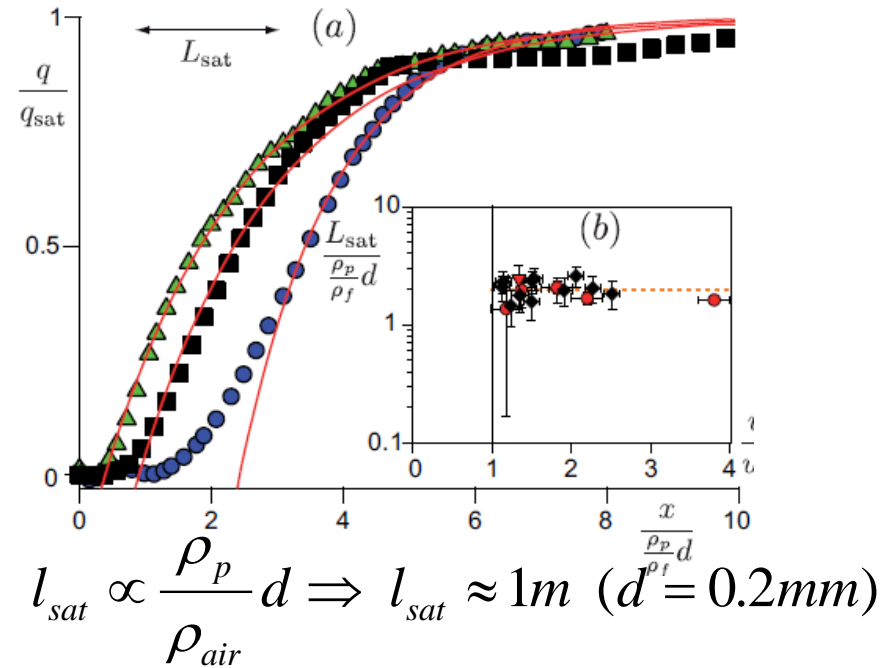 (a)
L_sat
q
q_sat
1
0.5
0
(b)
L_sat
ρ_p
ρ_f d
10
1
0.1
0 1 2 3 4
0 2 4 6 8 10
x
ρ_p
ρ_f d
l_sat ∝ ρ_p / ρ_air d ⇒ l_sat ≈ 1m (d = 0.2mm)